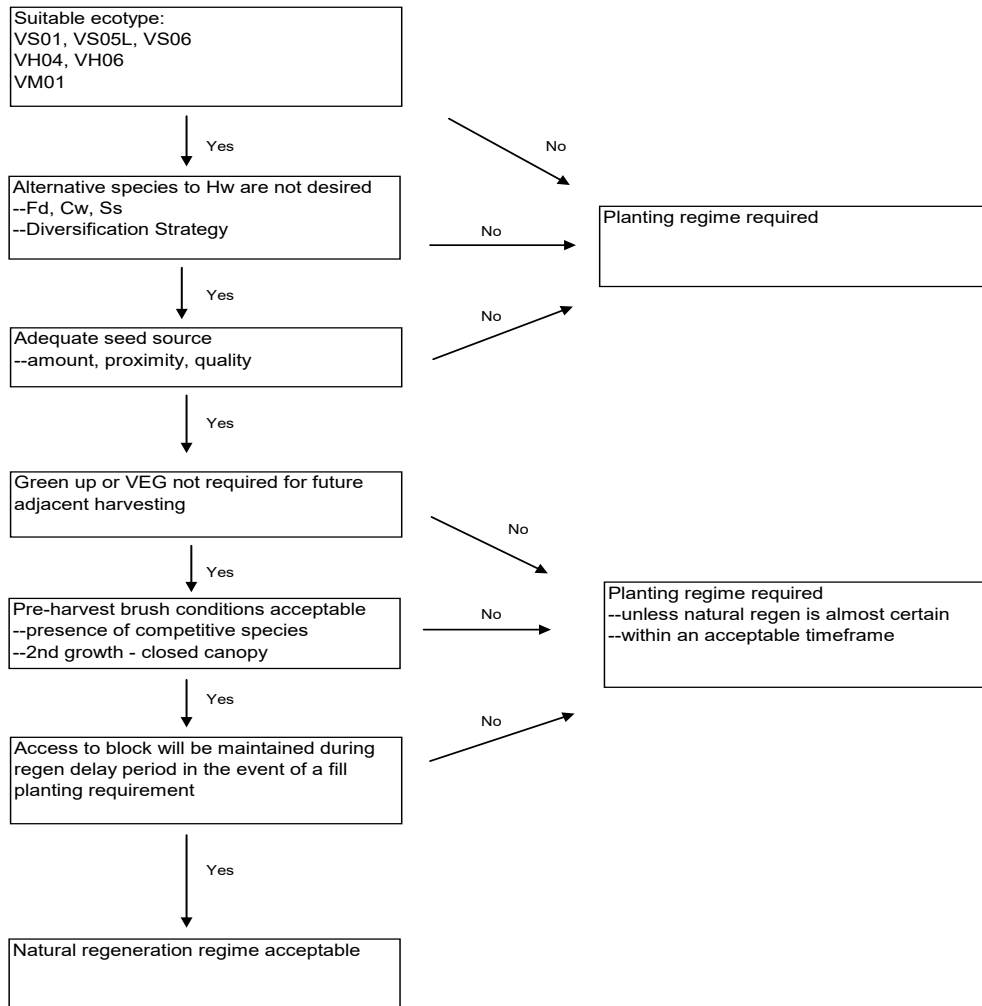 Suitable ecotype:
VS01, VS05L, VS06
VH04, VH06
VM01
Yes
No
Alternative species to Hw are not desired
--Fd, Cw, Ss
--Diversification Strategy
No
Planting regime required
Yes
No
Adequate seed source
--amount, proximity, quality
Yes
Green up or VEG not required for future
adjacent harvesting
No
Yes
Pre-harvest brush conditions acceptable
--presence of competitive species
--2nd growth - closed canopy
No
Planting regime required
--unless natural regen is almost certain
--within an acceptable timeframe
Yes
No
Access to block will be maintained during
regen delay period in the event of a fill
planting requirement
Yes
Natural regeneration regime acceptable